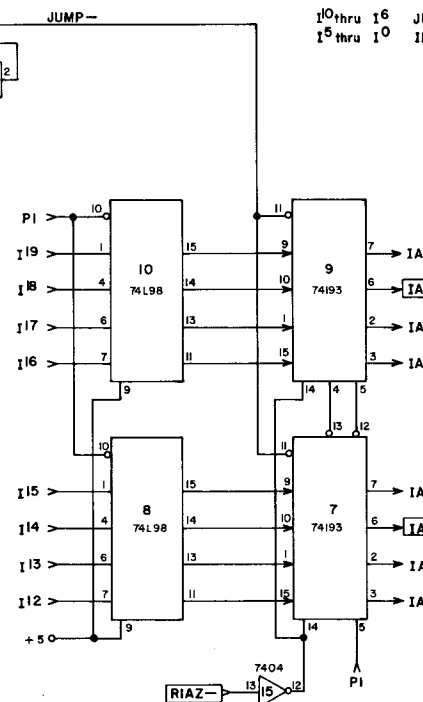 JUMP—
I10 thru I6 JU
I5 thru I0 I
2
PI 10 11
I19 1 15 9 7 IA
I18 4 10 74L98 14 10 9 74193 6 IA
I17 6 13 1 2 IA
I16 7 11 15 3 IA
9 14 4 5
13 12
10 11
I15 1 15 9 7 IA
I14 4 8 74L98 14 10 7 74193 6 IA
I13 6 13 1 2 IA
I12 7 11 15 3 IA
+5 9 14 5
7404 PI
RIAZ— 13 15 12